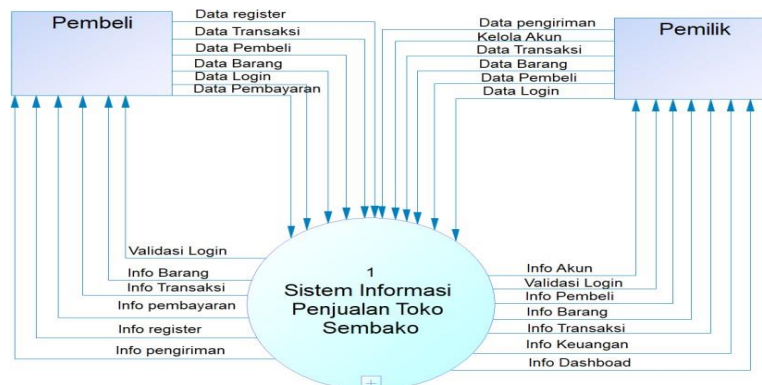 Pembeli
Data register
Data Transaksi
Data Pembeli
Data Barang
Data Login
Data Pembayaran
Data pengiriman
Kelola Akun
Data Transaksi
Data Barang
Data Pembeli
Data Login
Pemilik
Validasi Login
Info Barang
Info Transaksi
Info pembayaran
Info register
Info pengiriman
1
Sistem Informasi
Penjualan Toko
Sembako
Info Akun
Validasi Login
Info Pembeli
Info Barang
Info Transaksi
Info Keuangan
Info Dashboad